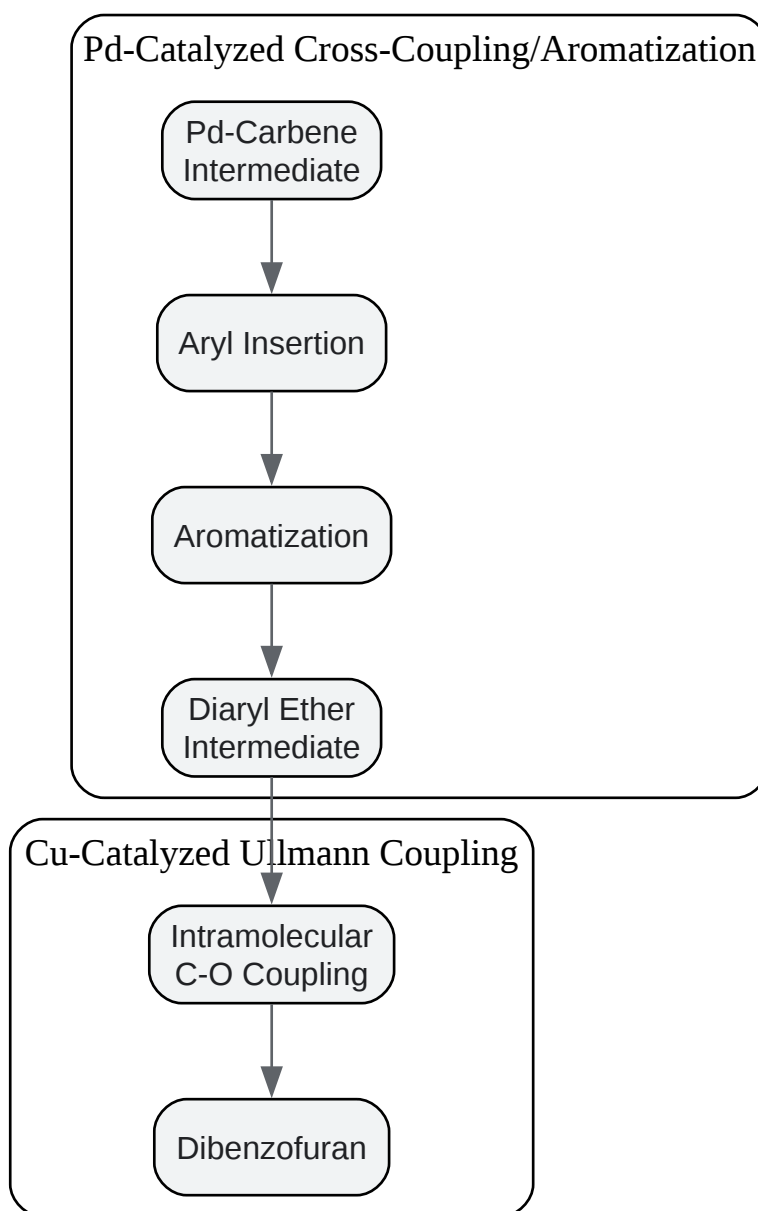 Pd-Catalyzed Cross-Coupling/Aromatization
Pd-Carbene
Intermediate
Aryl Insertion
Aromatization
Diaryl Ether
Intermediate
Cu-Catalyzed Ullmann Coupling
Intramolecular
C-O Coupling
Dibenzofuran